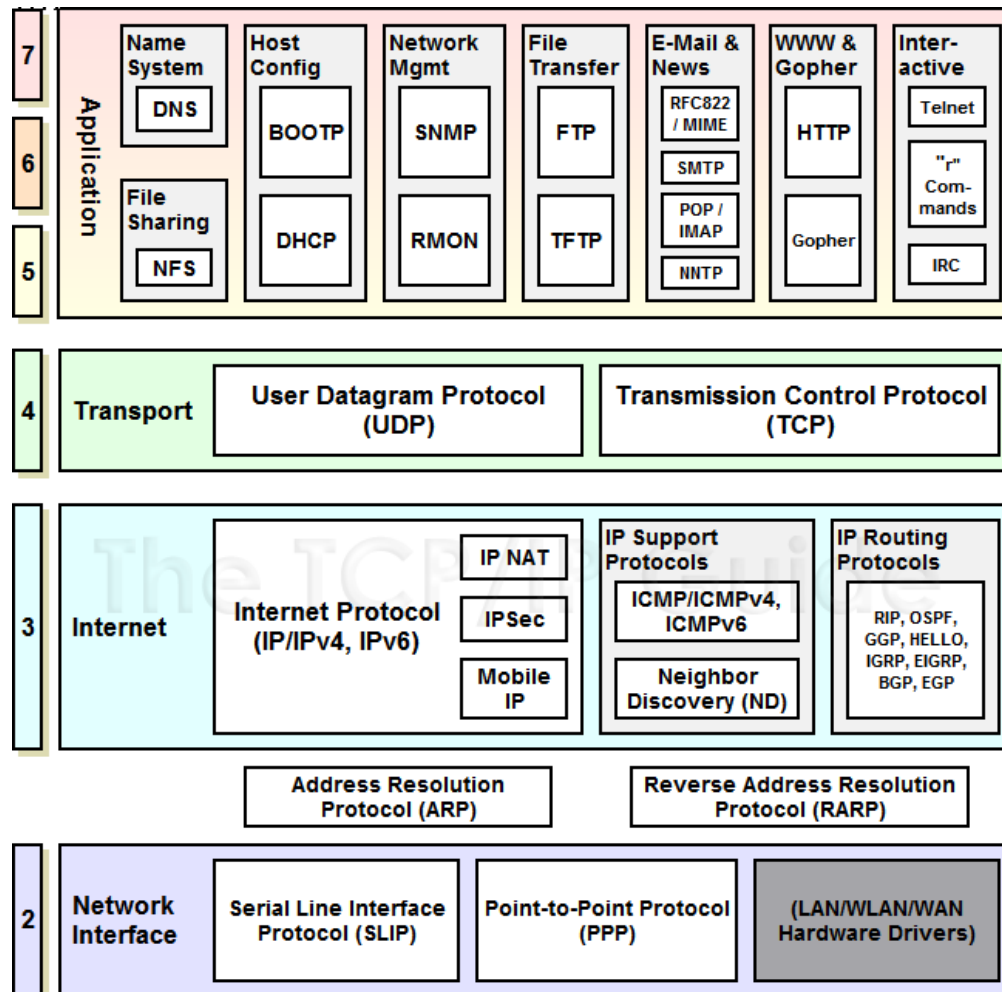 7
6
5
Application
Name
System
DNS
File
Sharing
NFS
Host
Config
BOOTP
DHCP
Network
Mgmt
SNMP
RMON
File
Transfer
FTP
TFTP
E-Mail &
News
RFC822
/ MIME
SMTP
POP /
IMAP
NNTP
WWW &
Gopher
HTTP
Gopher
Inter-
active
Telnet
"r"
Com-
mands
IRC
4
Transport
User Datagram Protocol
(UDP)
Transmission Control Protocol
(TCP)
The TCP/IP Guide
3
Internet
Internet Protocol
(IP/IPv4, IPv6)
IP NAT
IPSec
Mobile
IP
IP Support
Protocols
ICMP/ICMPv4,
ICMPv6
Neighbor
Discovery (ND)
IP Routing
Protocols
RIP, OSPF,
GGP, HELLO,
IGRP, EIGRP,
BGP, EGP
Address Resolution
Protocol (ARP)
Reverse Address Resolution
Protocol (RARP)
2
Network
Interface
Serial Line Interface
Protocol (SLIP)
Point-to-Point Protocol
(PPP)
(LAN/WLAN/WAN
Hardware Drivers)